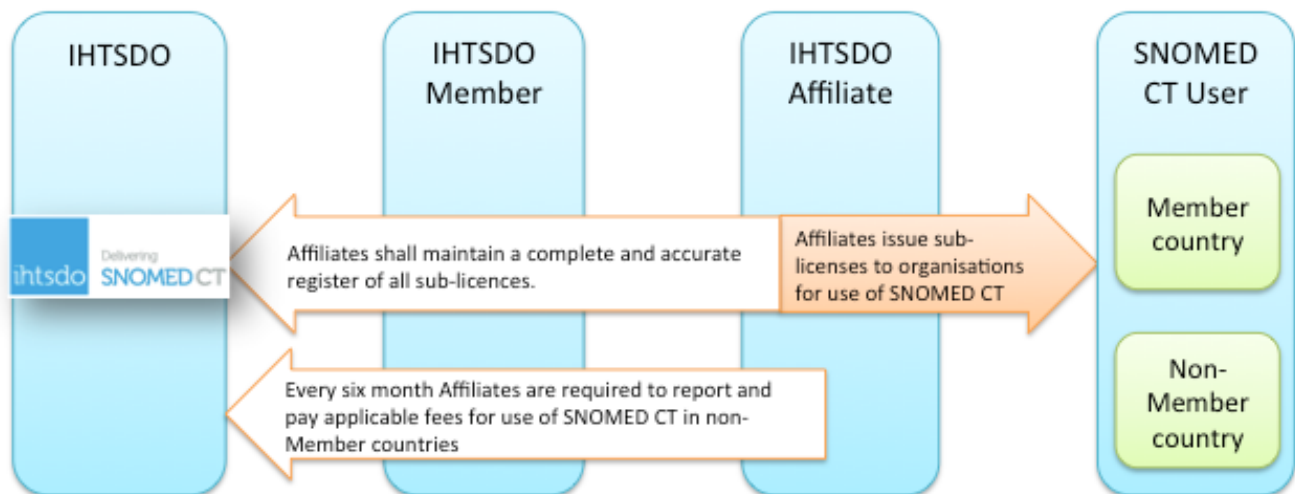 IHTSDO
IHTSDO
Member
IHTSDO
Affiliate
SNOMED
CT User
ihtsdo
Delivering
SNOMED CT
Affiliates shall maintain a complete and accurate
register of all sub-licences.
Affiliates issue sub-
licenses to organisations
for use of SNOMED CT
Member
country
Every six month Affiliates are required to report and
pay applicable fees for use of SNOMED CT in non-
Member countries
Non-
Member
country